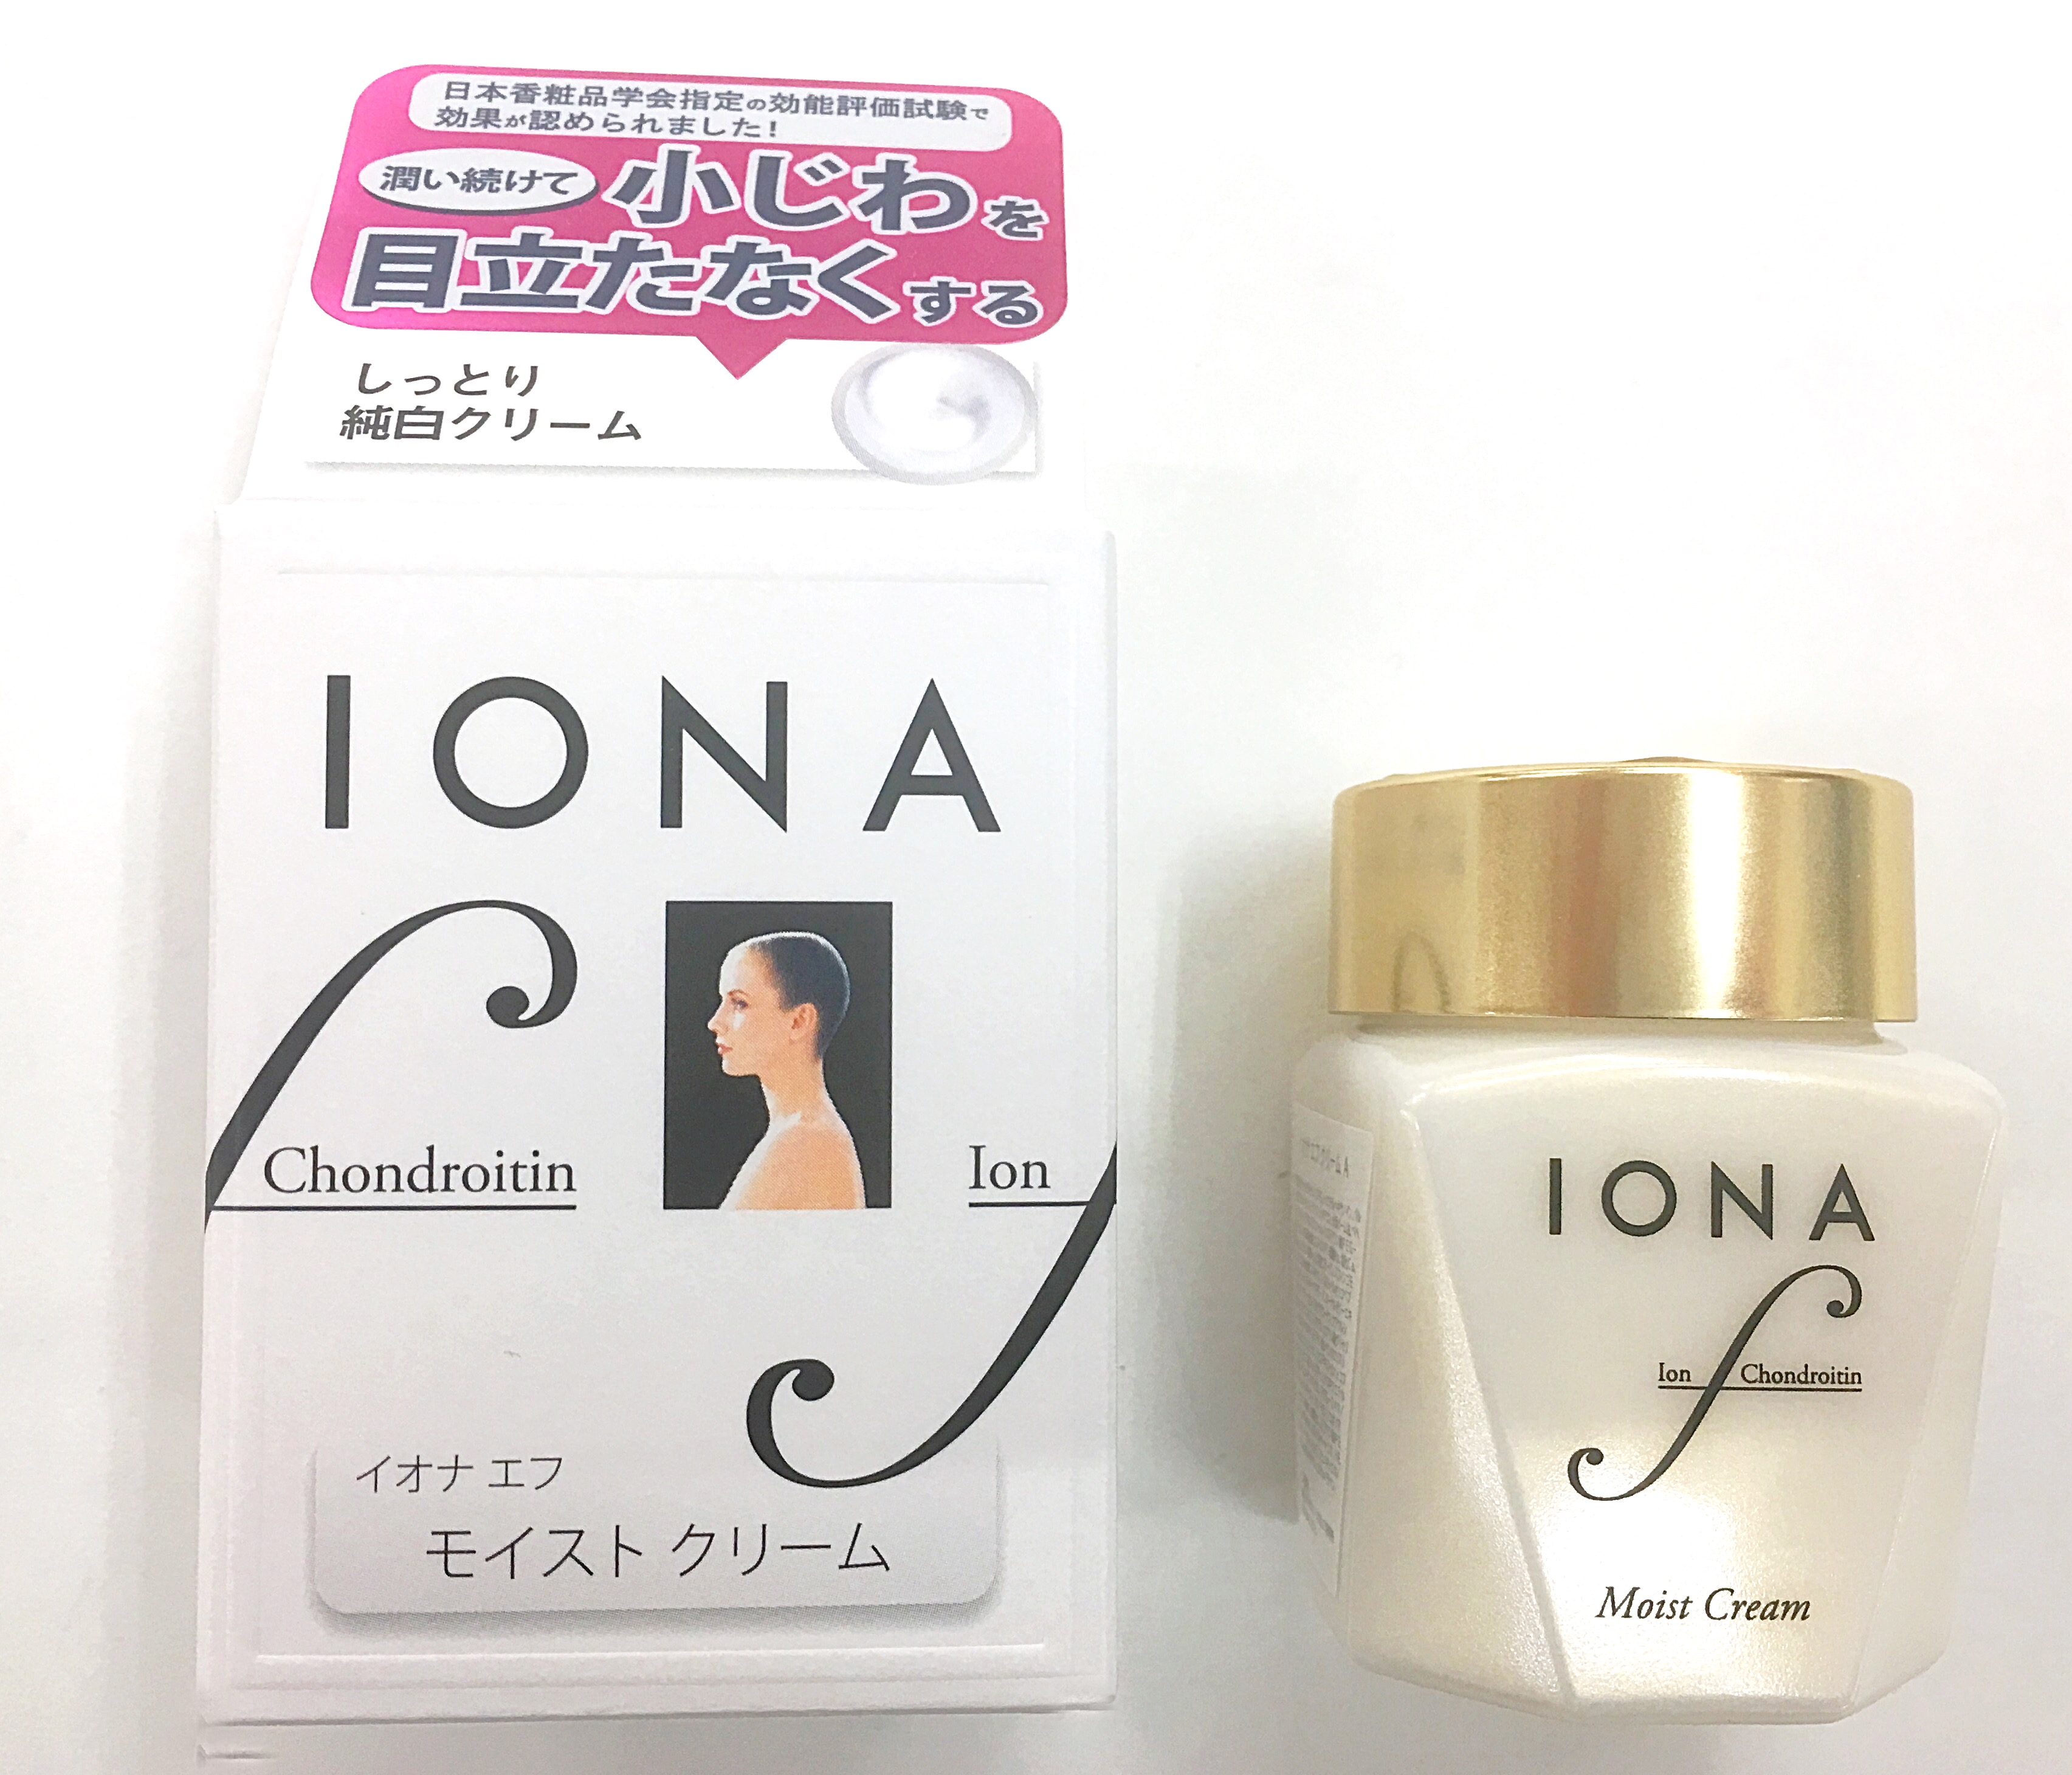 日本香粧品学会指定の効能評価試験で
効果が認められました!
潤い続けて 小じわを
目立たなくする
しっとり
純白クリーム
IONA
f
Chondroitin
Ion
イオナ エフ
モイスト クリーム
IONA
f
Ion Chondroitin
Moist Cream